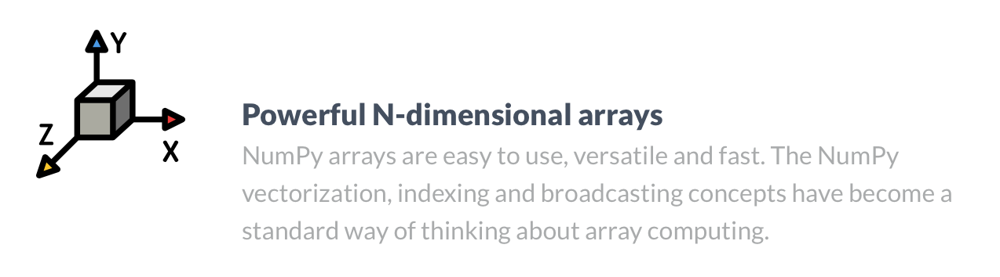 Y
Z
X
Powerful N-dimensional arrays
NumPy arrays are easy to use, versatile and fast. The NumPy
vectorization, indexing and broadcasting concepts have become a
standard way of thinking about array computing.